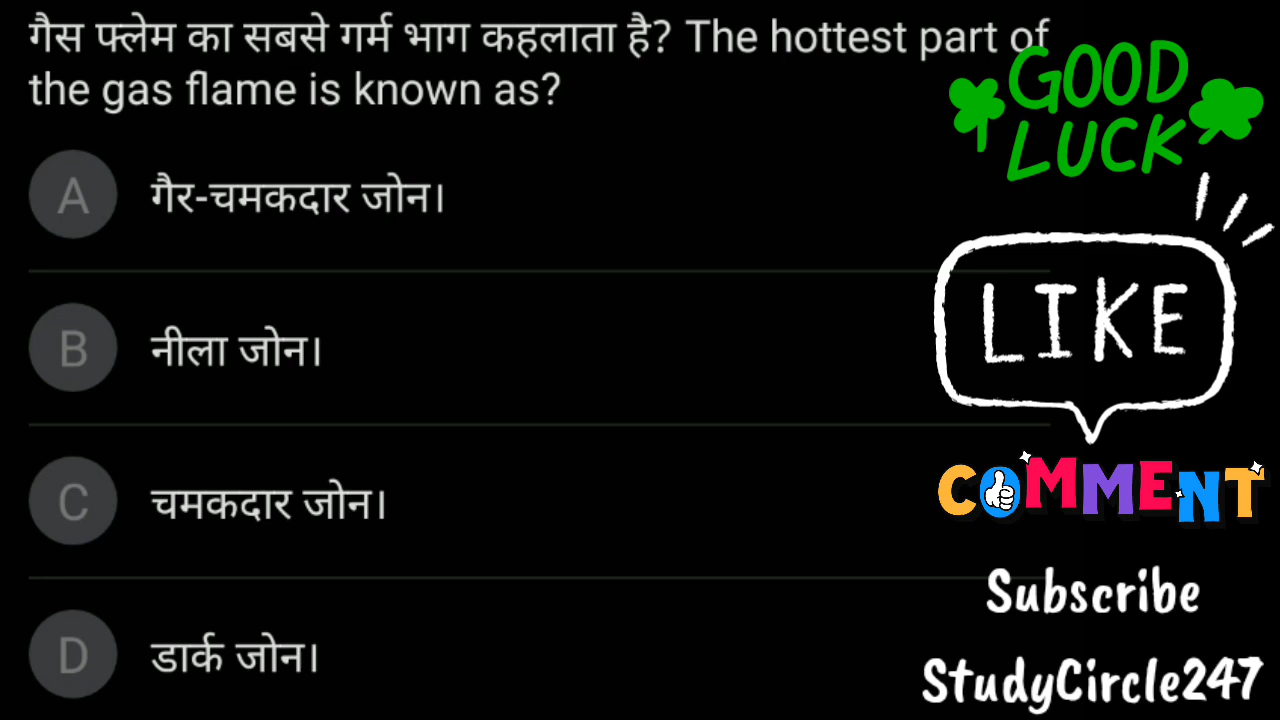 गैस फ्लेम का सबसे गर्म भाग कहलाता है? The hottest part of
the gas flame is known as?
A गैर-चमकदार जोन।
B नीला जोन।
C चमकदार जोन।
D डार्क जोन।
GOOD
LUCK
LIKE
COMMENT
Subscribe
StudyCircle247